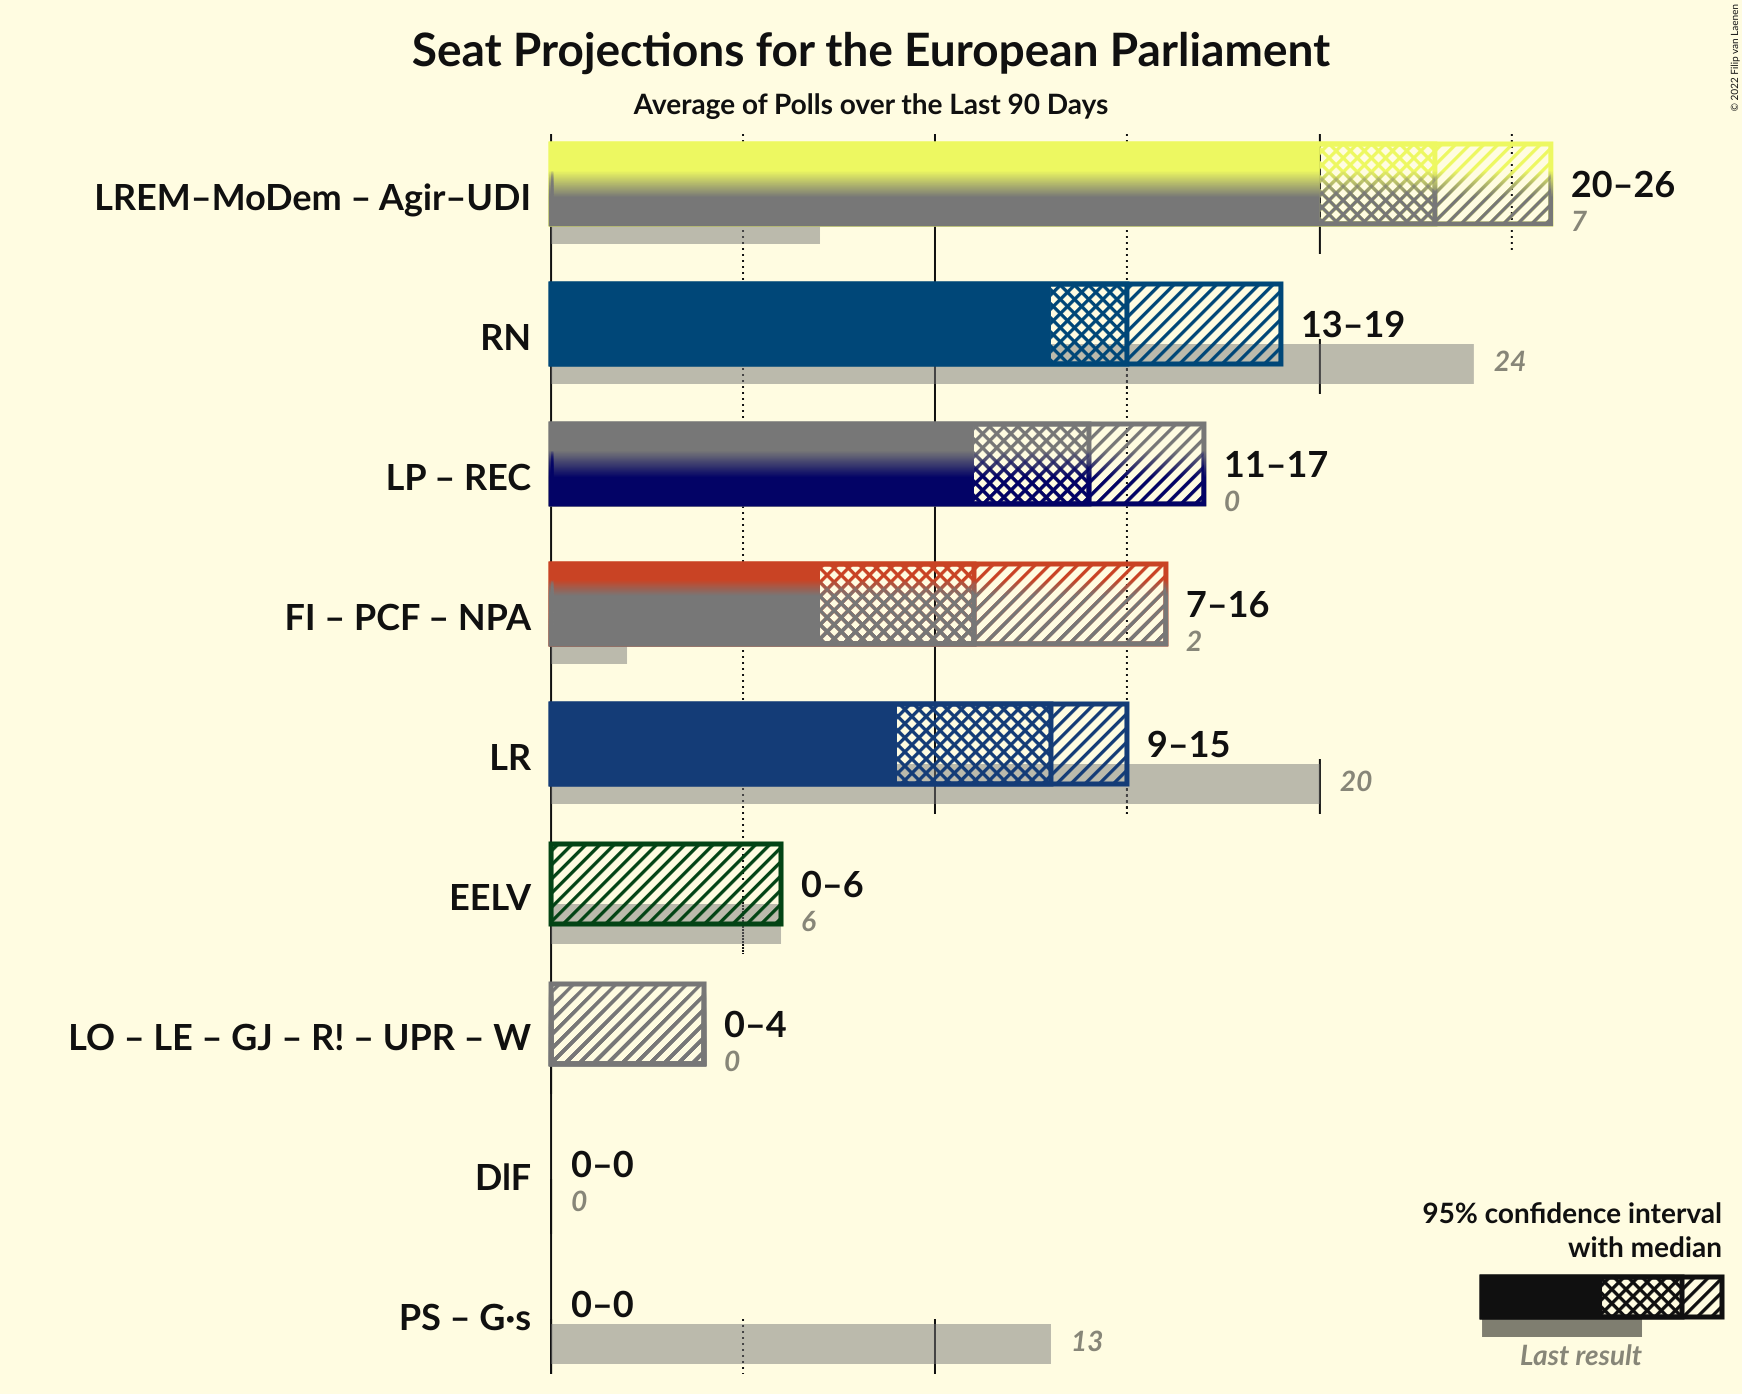 Seat Projections for the European Parliament
Average of Polls over the Last 90 Days
© 2022 Filip van Laenen
LREM–MoDem – Agir–UDI
20–26
7
RN
13–19
24
LP – REC
11–17
0
FI – PCF – NPA
7–16
2
LR
9–15
20
EELV
0–6
6
LO – LE – GJ – R! – UPR – W
0–4
0
DlF
0–0
0
PS – G·s
0–0
13
95% confidence interval
with median
Last result